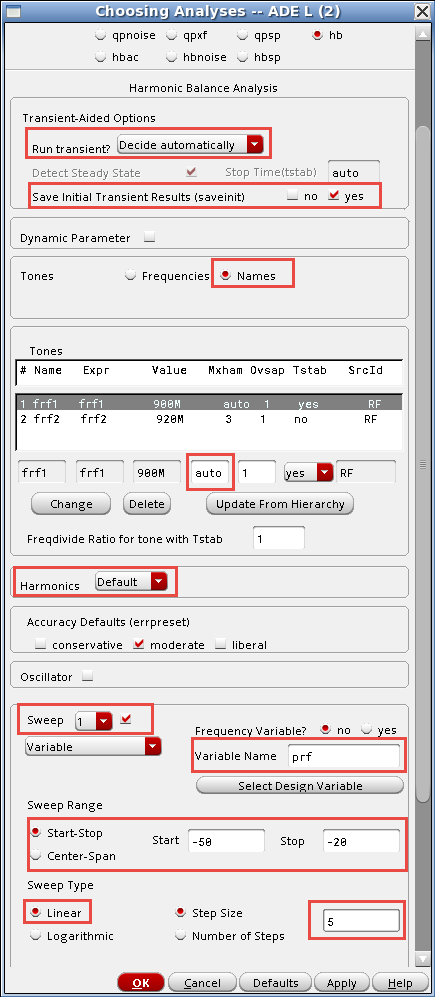 Choosing Analyses -- ADE L (2)
qpnoise qpxf qpsp hb
hbac hbnoise hbsp
Harmonic Balance Analysis
Transient-Aided Options
Run transient? Decide automatically
Detect Steady State Stop Time(tstab) auto
Save Initial Transient Results (saveinit) no yes
Dynamic Parameter
Tones Frequencies Names
Tones
# Name Expr Value Mxham Ovsap Tstab SrcId
1 frf1 frf1 900M auto 1 yes RF
2 frf2 frf2 920M 3 1 no RF
frf1 frf1 900M auto 1 yes RF
Change Delete Update From Hierarchy
Freqdivide Ratio for tone with Tstab 1
Harmonics Default
Accuracy Defaults (errpreset)
conservative moderate liberal
Oscillator
Sweep 1 Frequency Variable? no yes
Variable Variable Name prf
Select Design Variable
Sweep Range
Start-Stop Start -50 Stop -20
Center-Span
Sweep Type
Linear Step Size 5
Logarithmic Number of Steps
OK Cancel Defaults Apply Help